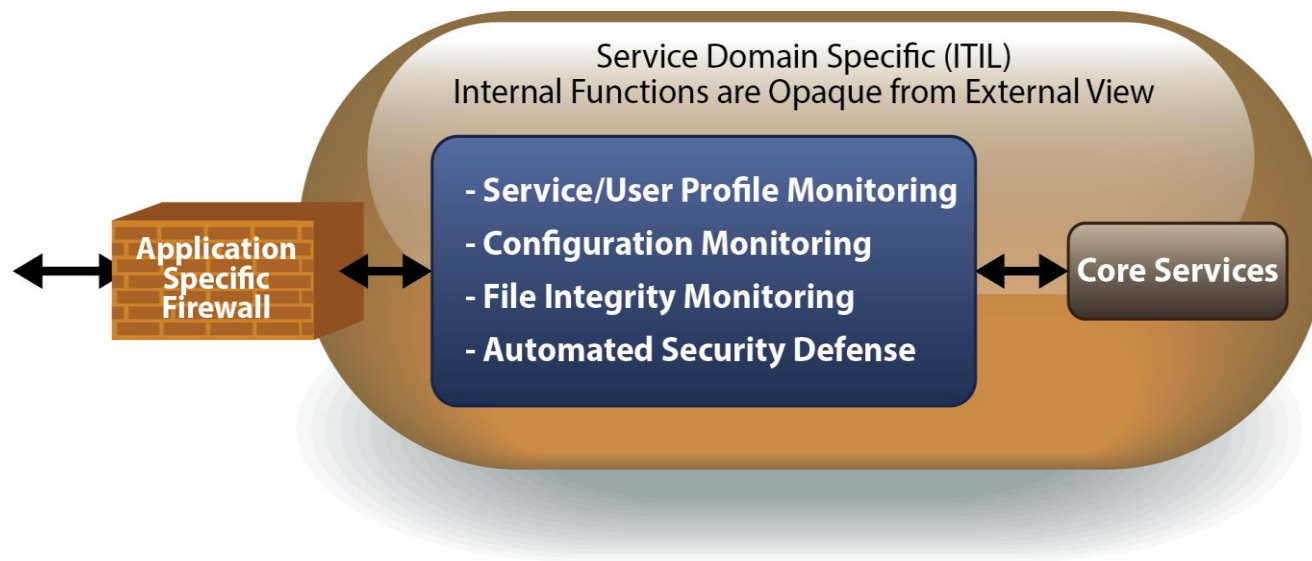 Service Domain Specific (ITIL)
Internal Functions are Opaque from External View
- Service/User Profile Monitoring
- Configuration Monitoring
- File Integrity Monitoring
- Automated Security Defense
Application
Specific
Firewall
Core Services